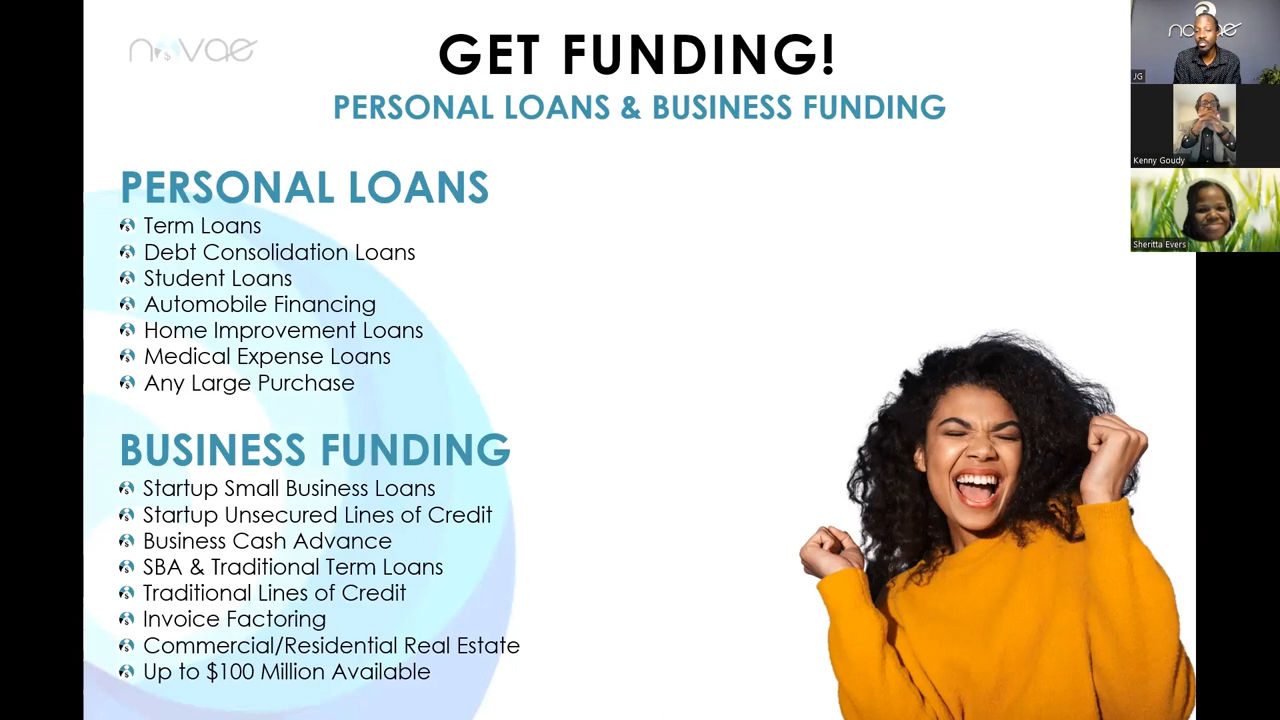 novae
GET FUNDING!
PERSONAL LOANS & BUSINESS FUNDING
PERSONAL LOANS
Term Loans
Debt Consolidation Loans
Student Loans
Automobile Financing
Home Improvement Loans
Medical Expense Loans
Any Large Purchase
BUSINESS FUNDING
Startup Small Business Loans
Startup Unsecured Lines of Credit
Business Cash Advance
SBA & Traditional Term Loans
Traditional Lines of Credit
Invoice Factoring
Commercial/Residential Real Estate
Up to $100 Million Available
JG
Kenny Goudy
Sheritta Evers